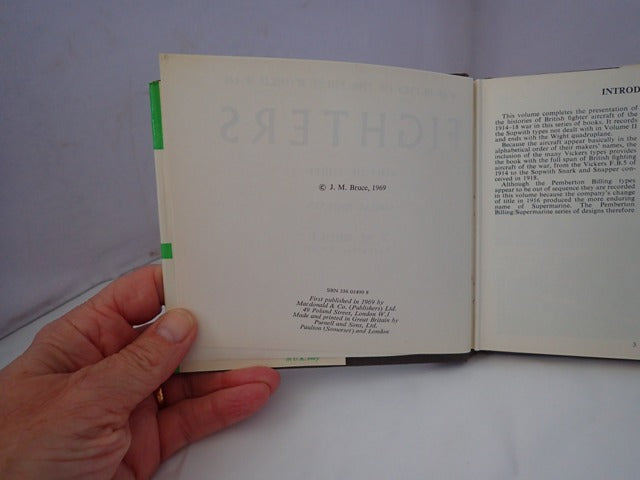 FIGHTERS
© J. M. Bruce, 1969
SBN 356 01490 8
First published in 1969 by
Macdonald & Co. (Publishers) Ltd.
49 Poland Street, London W.1
Made and printed in Great Britain by
Purnell and Sons, Ltd.
Paulton (Somerset) and London
INTROD
This volume completes the presentation of
the histories of British fighter aircraft of the
1914–18 war in this series of books. It records
the Sopwith types not dealt with in Volume II
and ends with the Wight quadruplane.
Because the aircraft appear basically in the
alphabetical order of their makers' names, the
inclusion of the many Vickers types provides
the book with the full span of British fighting
aircraft of the war, from the Vickers F.B.5 of
1914 to the Sopwith Snark and Snapper con-
ceived in 1918.
Although the Pemberton Billing types
appear to be out of sequence they are recorded
in this volume because the company's change
of title in 1916 produced the more enduring
name of Supermarine. The Pemberton
Billing/Supermarine series of designs therefore
3